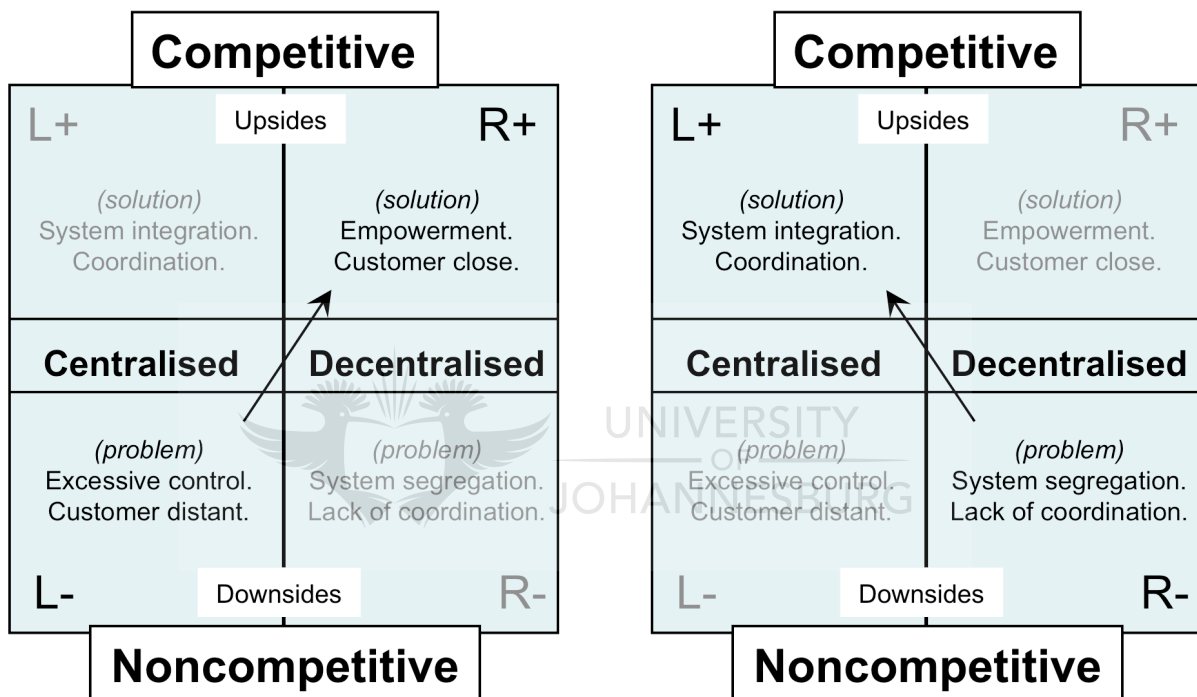 Competitive
L+
Upsides
R+
(solution)
System integration.
Coordination.
(solution)
Empowerment.
Customer close.
Centralised
Decentralised
(problem)
Excessive control.
Customer distant.
(problem)
System segregation.
Lack of coordination.
L-
Downsides
R-
Noncompetitive
Competitive
L+
Upsides
R+
(solution)
System integration.
Coordination.
(solution)
Empowerment.
Customer close.
Centralised
Decentralised
(problem)
Excessive control.
Customer distant.
(problem)
System segregation.
Lack of coordination.
L-
Downsides
R-
Noncompetitive
UNIVERSITY
OF
JOHANNESBURG